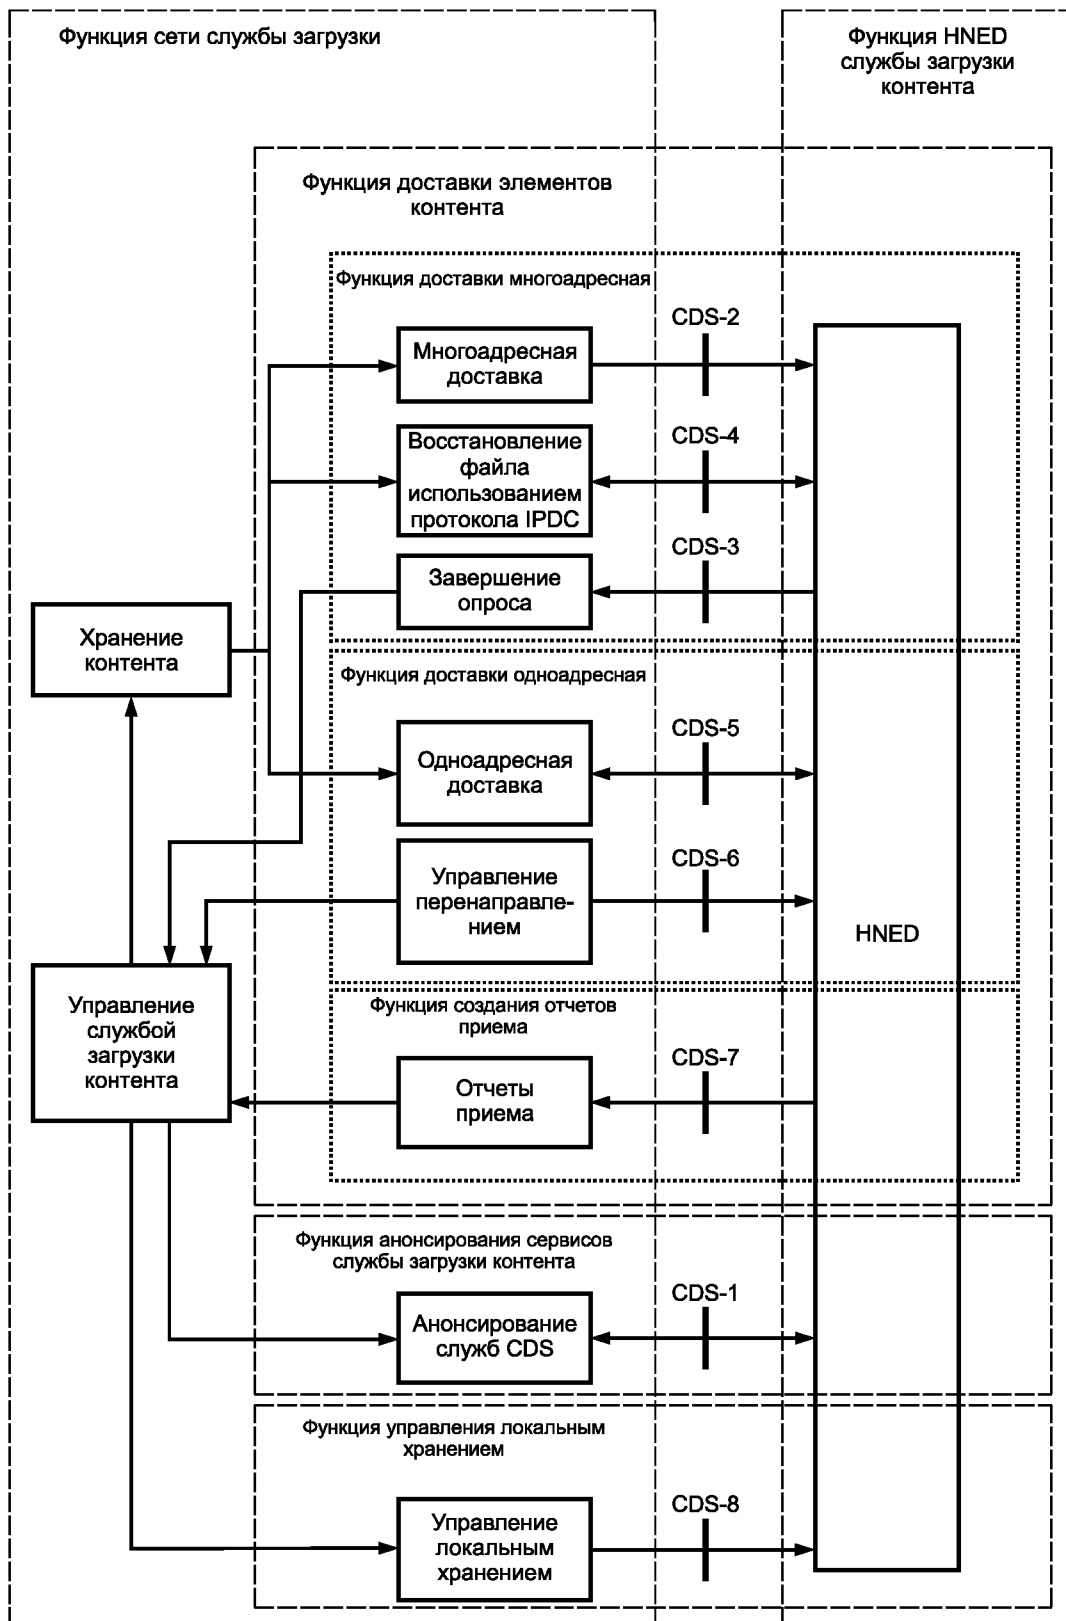 Функция сети службы загрузки
Функция HNED
службы загрузки
контента
Функция доставки элементов
контента
Функция доставки многоадресная
CDS-2
Многоадресная
доставка
CDS-4
Восстановление
файла
использованием
протокола IPDC
CDS-3
Завершение
опроса
Хранение
контента
Функция доставки одноадресная
CDS-5
Одноадресная
доставка
CDS-6
Управление
перенаправле-
нием
HNED
Управление
службой
загрузки
контента
Функция создания отчетов
приема
CDS-7
Отчеты
приема
Функция анонсирования сервисов
службы загрузки контента
CDS-1
Анонсирование
служб CDS
Функция управления локальным
хранением
CDS-8
Управление
локальным
хранением